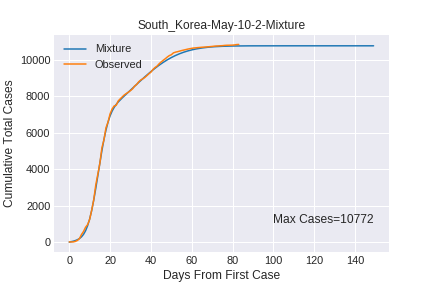 South_Korea-May-10-2-Mixture
Mixture
Observed
Cumulative Total Cases
10000
8000
6000
4000
2000
0
Max Cases=10772
0 20 40 60 80 100 120 140
Days From First Case